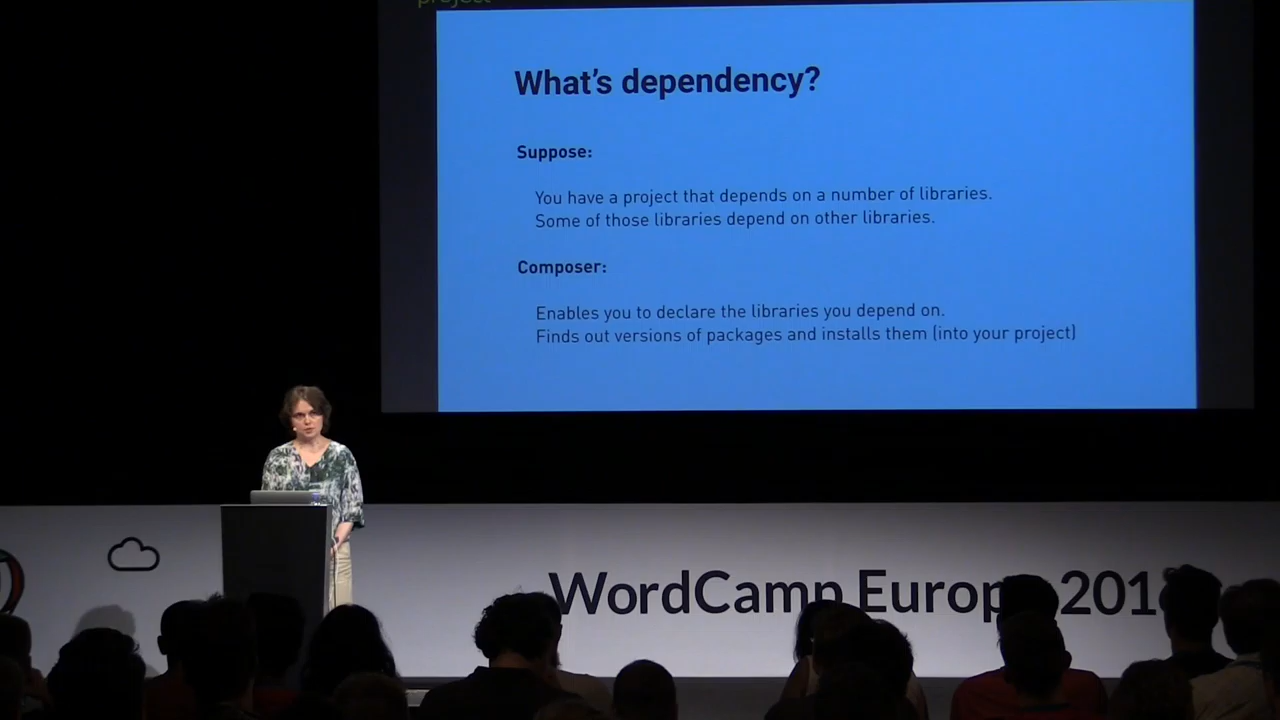 project
What's dependency?
Suppose:
You have a project that depends on a number of libraries.
Some of those libraries depend on other libraries.
Composer:
Enables you to declare the libraries you depend on.
Finds out versions of packages and installs them (into your project)
WordCamp